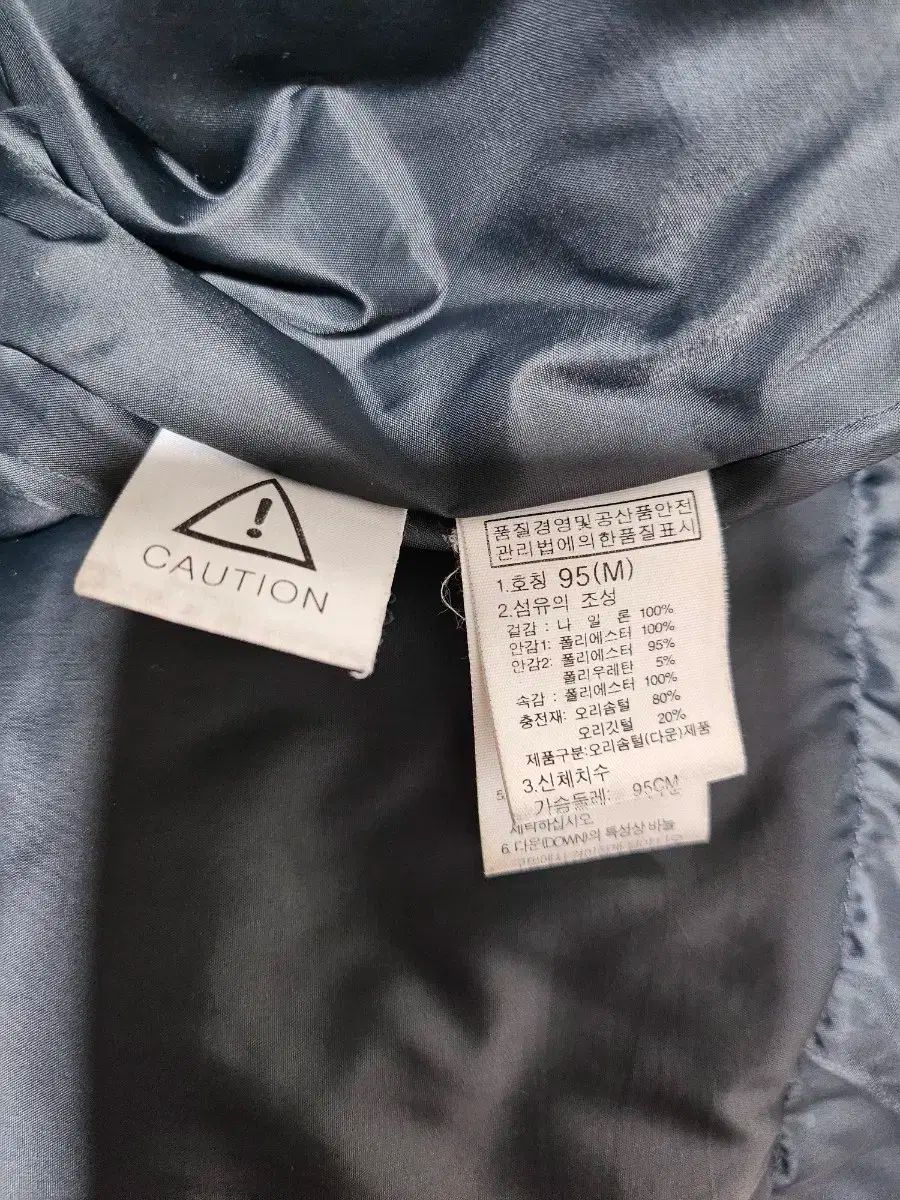 CAUTION
품질경영및공산품안전
관리법에의한품질표시
1.호칭 95(M)
2.섬유의 조성
겉감 : 나 일 론 100%
안감1: 폴리에스터 100%
안감2: 폴리에스터 95%
폴리우레탄 5%
속감 : 폴리에스터 100%
충전재: 오리솜털 80%
오리깃털 20%
제품구분:오리솜털(다운)제품
3.신체치수
가슴둘레: 95CM
세탁하십시오.
6. 다운(DOWN)의 특성상 바늘